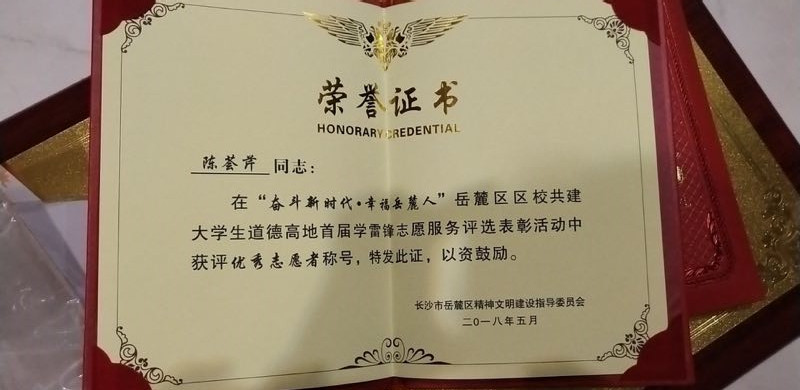 荣誉证书
HONORARY CREDENTIAL
陈荟芹 同志：
在“奋斗新时代·幸福岳麓人”岳麓区区校共建
大学生道德高地首届学雷锋志愿服务评选表彰活动中
获评优秀志愿者称号，特发此证，以资鼓励。
长沙市岳麓区精神文明建设指导委员会
二〇一八年五月